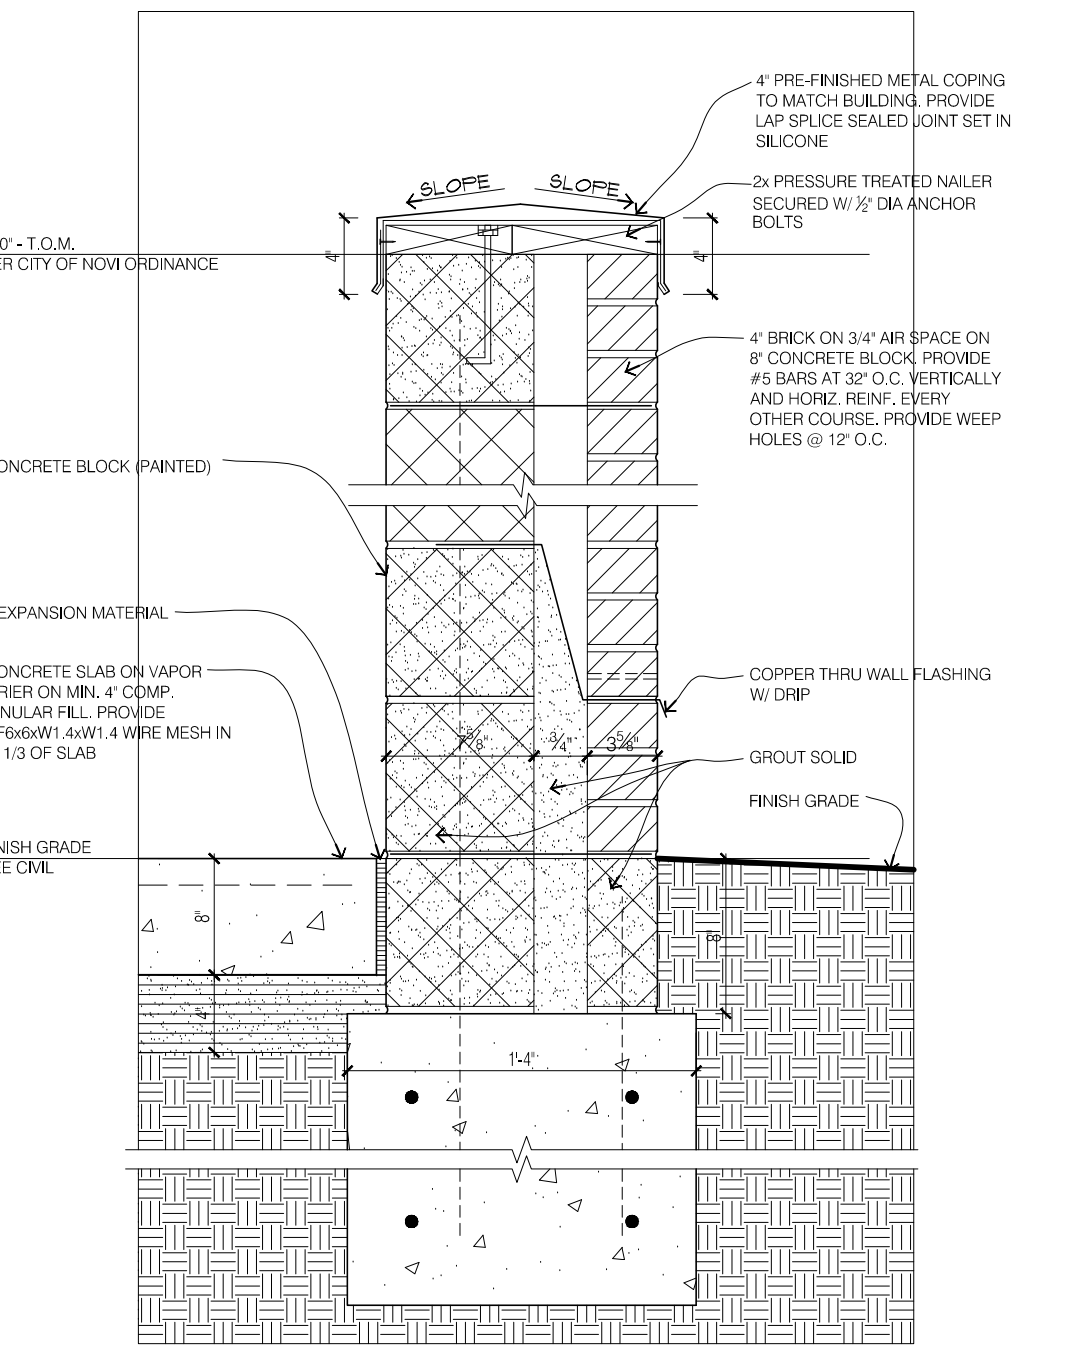 4" PRE-FINISHED METAL COPING
TO MATCH BUILDING. PROVIDE
LAP SPLICE SEALED JOINT SET IN
SILICONE
SLOPE
SLOPE
2x PRESSURE TREATED NAILER
SECURED W/ ½" DIA ANCHOR
BOLTS
0" - T.O.M.
ER CITY OF NOVI ORDINANCE
4"
4"
4" BRICK ON 3/4" AIR SPACE ON
8" CONCRETE BLOCK. PROVIDE
#5 BARS AT 32" O.C. VERTICALLY
AND HORIZ. REINF. EVERY
OTHER COURSE. PROVIDE WEEP
HOLES @ 12" O.C.
ONCRETE BLOCK (PAINTED)
EXPANSION MATERIAL
ONCRETE SLAB ON VAPOR
RIER ON MIN. 4" COMP.
NULAR FILL. PROVIDE
F6x6xW1.4xW1.4 WIRE MESH IN
1/3 OF SLAB
COPPER THRU WALL FLASHING
W/ DRIP
7⅝"
¾"
3⅝"
GROUT SOLID
FINISH GRADE
NISH GRADE
EE CIVIL
8"
8"
4"
1'-4"